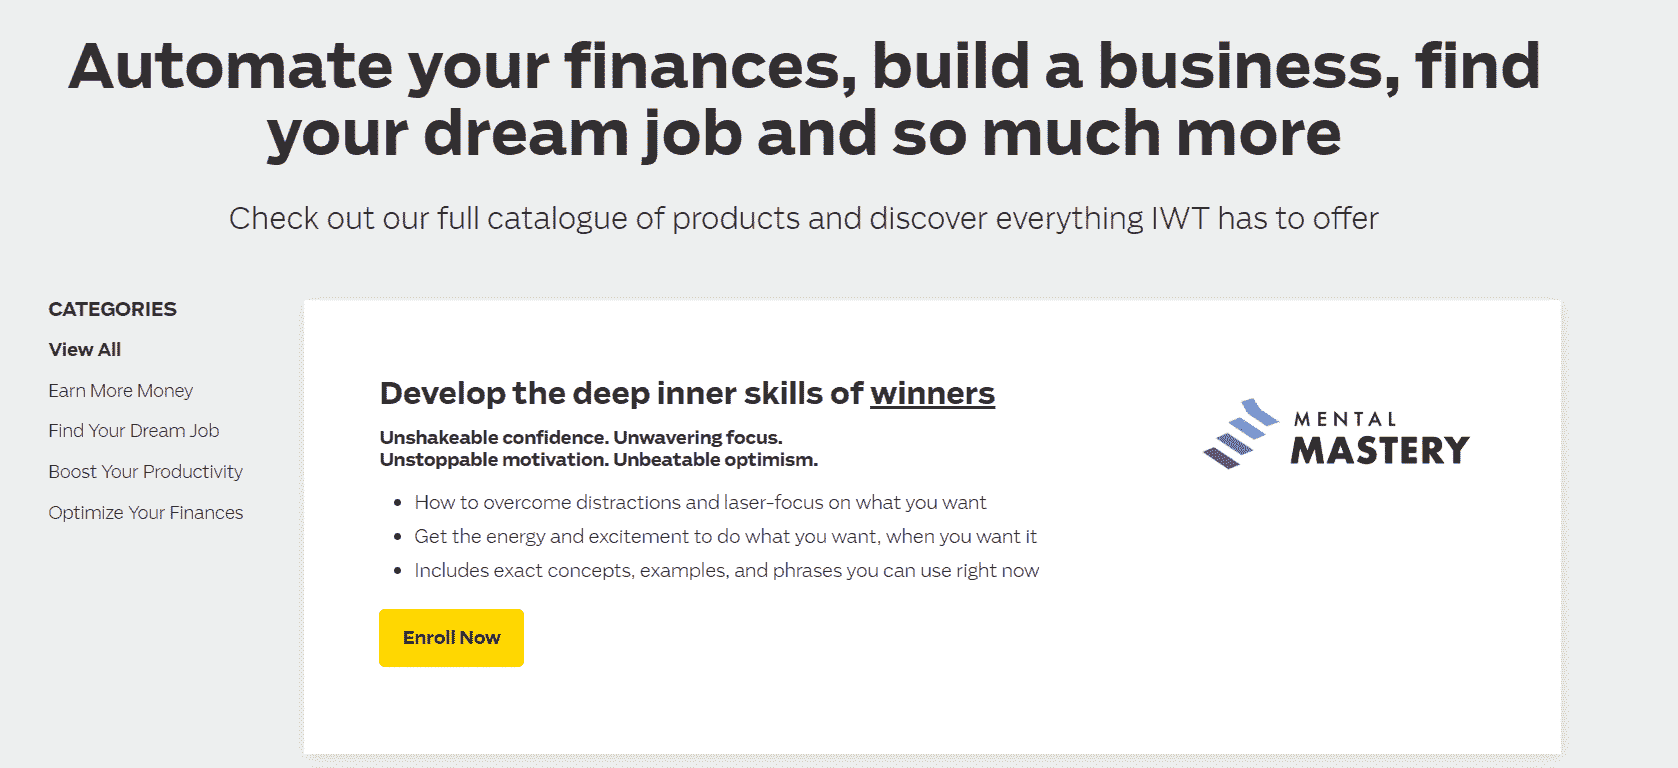 Automate your finances, build a business, find
your dream job and so much more
Check out our full catalogue of products and discover everything IWT has to offer
CATEGORIES
View All
Earn More Money
Find Your Dream Job
Boost Your Productivity
Optimize Your Finances
Develop the deep inner skills of winners
Unshakeable confidence. Unwavering focus.
Unstoppable motivation. Unbeatable optimism.
How to overcome distractions and laser-focus on what you want
Get the energy and excitement to do what you want, when you want it
Includes exact concepts, examples, and phrases you can use right now
Enroll Now
MENTAL
MASTERY